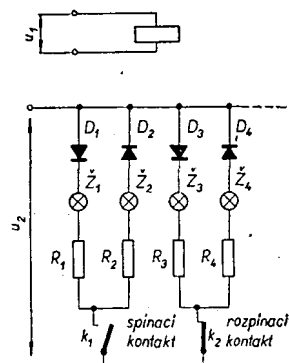 u₁
D₁ D₂ D₃ D₄
Ž₁ Ž₂ Ž₃ Ž₄
u₂
R₁ R₂ R₃ R₄
k₁ spínací kontakt
k₂ rozpínací kontakt